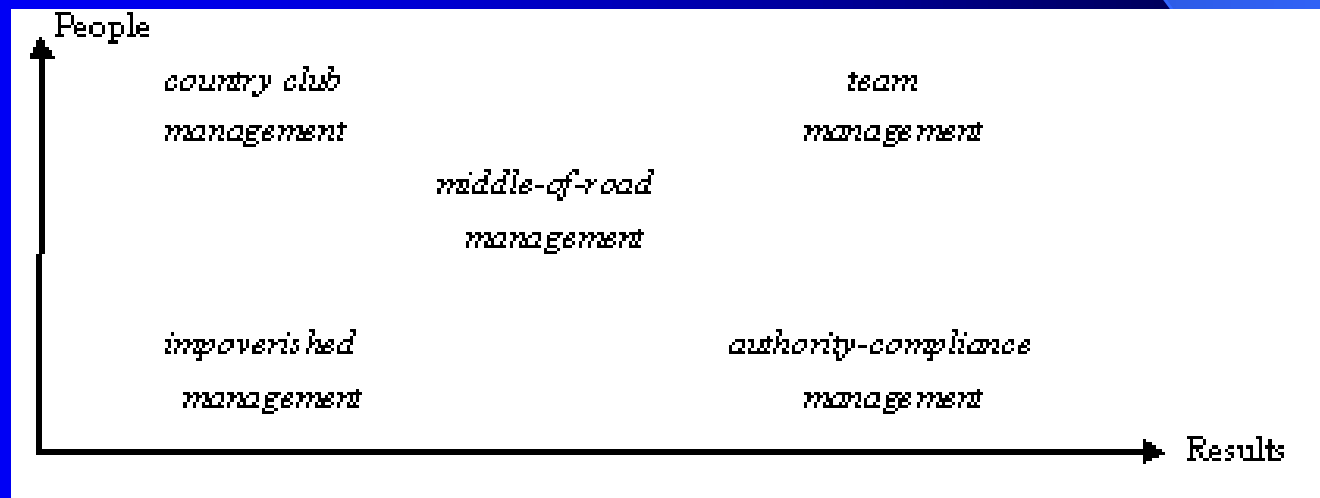 People
country club
management
team
management
middle-of-road
management
impoverished
management
authority-compliance
management
Results